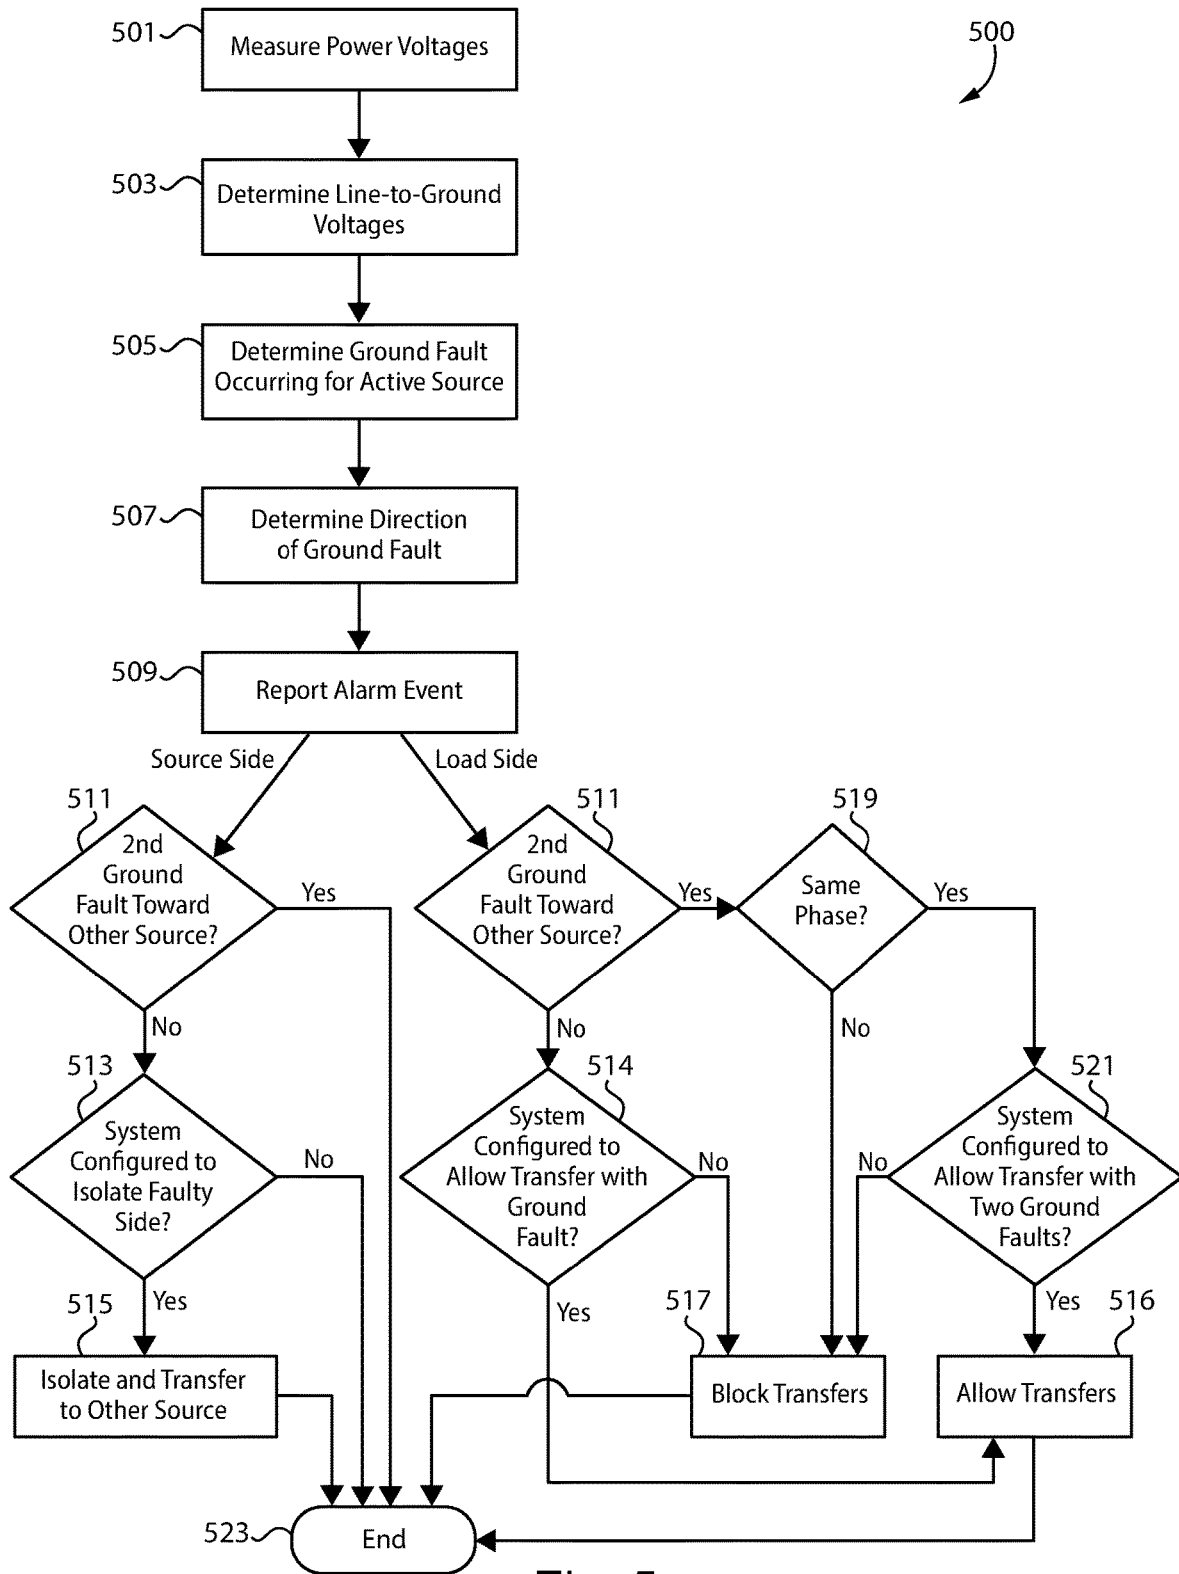 501
Measure Power Voltages
500
503
Determine Line-to-Ground
Voltages
505
Determine Ground Fault
Occurring for Active Source
507
Determine Direction
of Ground Fault
509
Report Alarm Event
Source Side
Load Side
511
2nd
Ground
Fault Toward
Other Source?
Yes
No
511
2nd
Ground
Fault Toward
Other Source?
Yes
No
519
Same
Phase?
Yes
No
513
System
Configured to
Isolate Faulty
Side?
No
Yes
514
System
Configured to
Allow Transfer with
Ground
Fault?
No
Yes
521
System
Configured to
Allow Transfer with
Two Ground
Faults?
No
Yes
515
Isolate and Transfer
to Other Source
517
Block Transfers
516
Allow Transfers
523
End